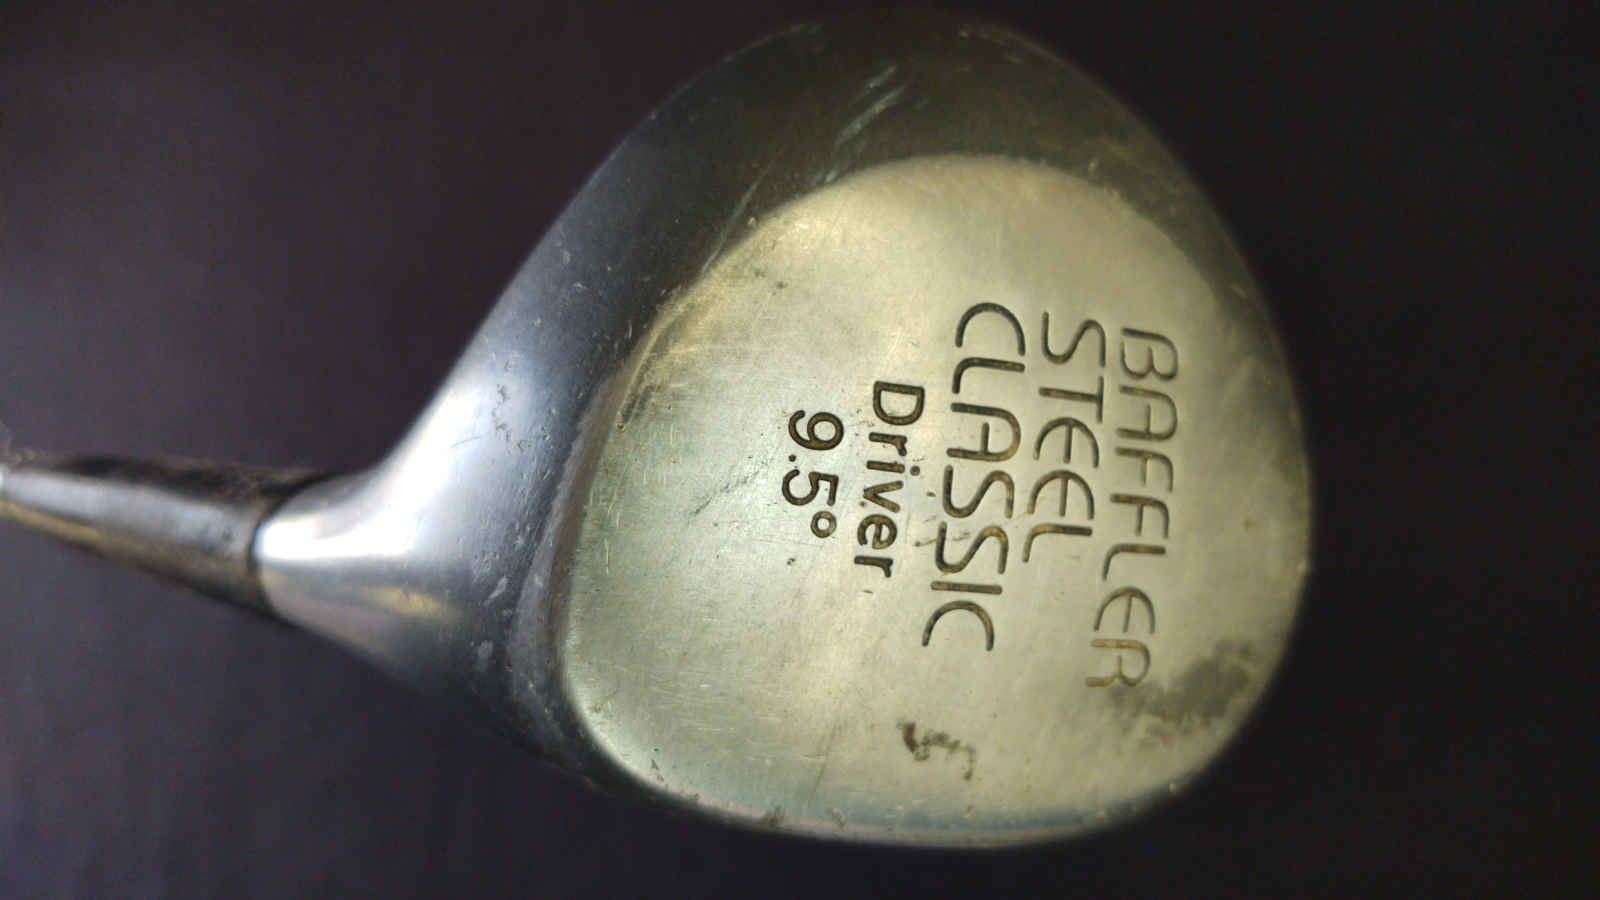 BAFFLER
STEEL
CLASSIC
Driver
9.5°